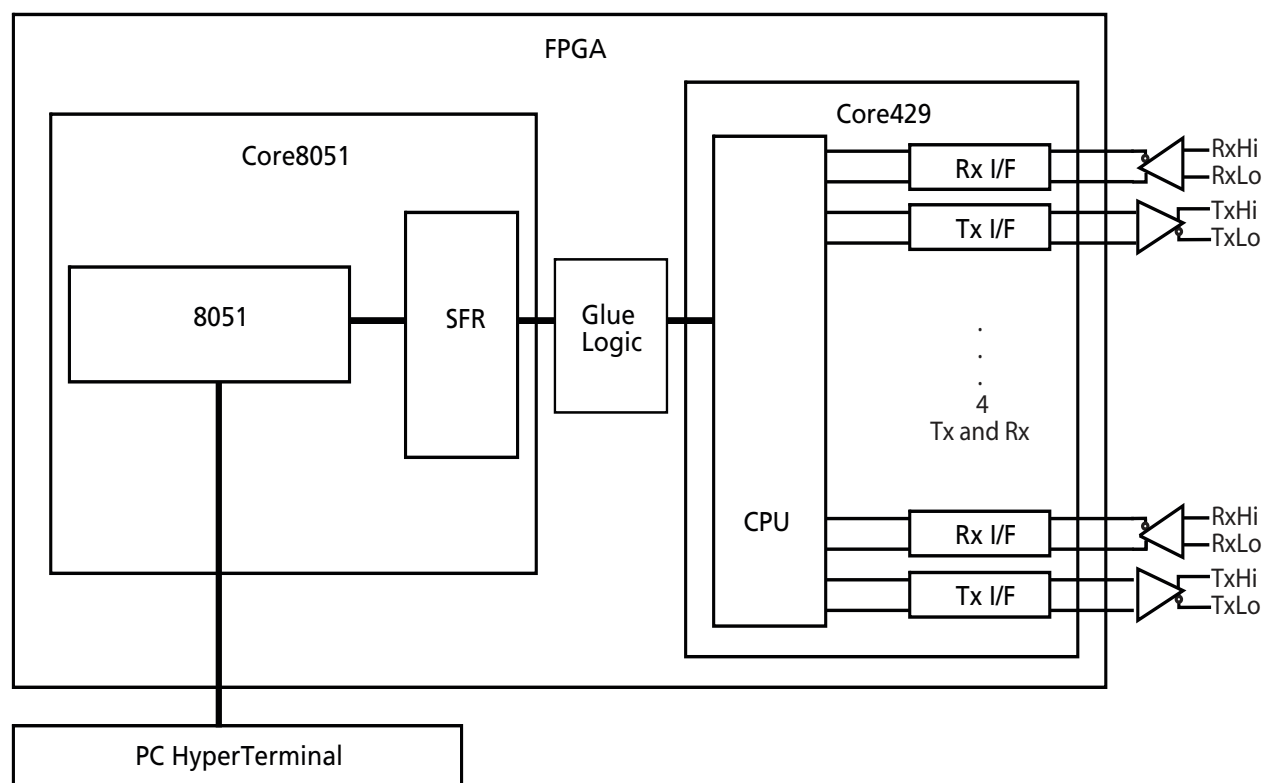 FPGA
Core8051
Core429
8051
SFR
Glue
Logic
CPU
Rx I/F
RxHi
RxLo
Tx I/F
TxHi
TxLo
.
.
.
4
Tx and Rx
Rx I/F
RxHi
RxLo
Tx I/F
TxHi
TxLo
PC HyperTerminal